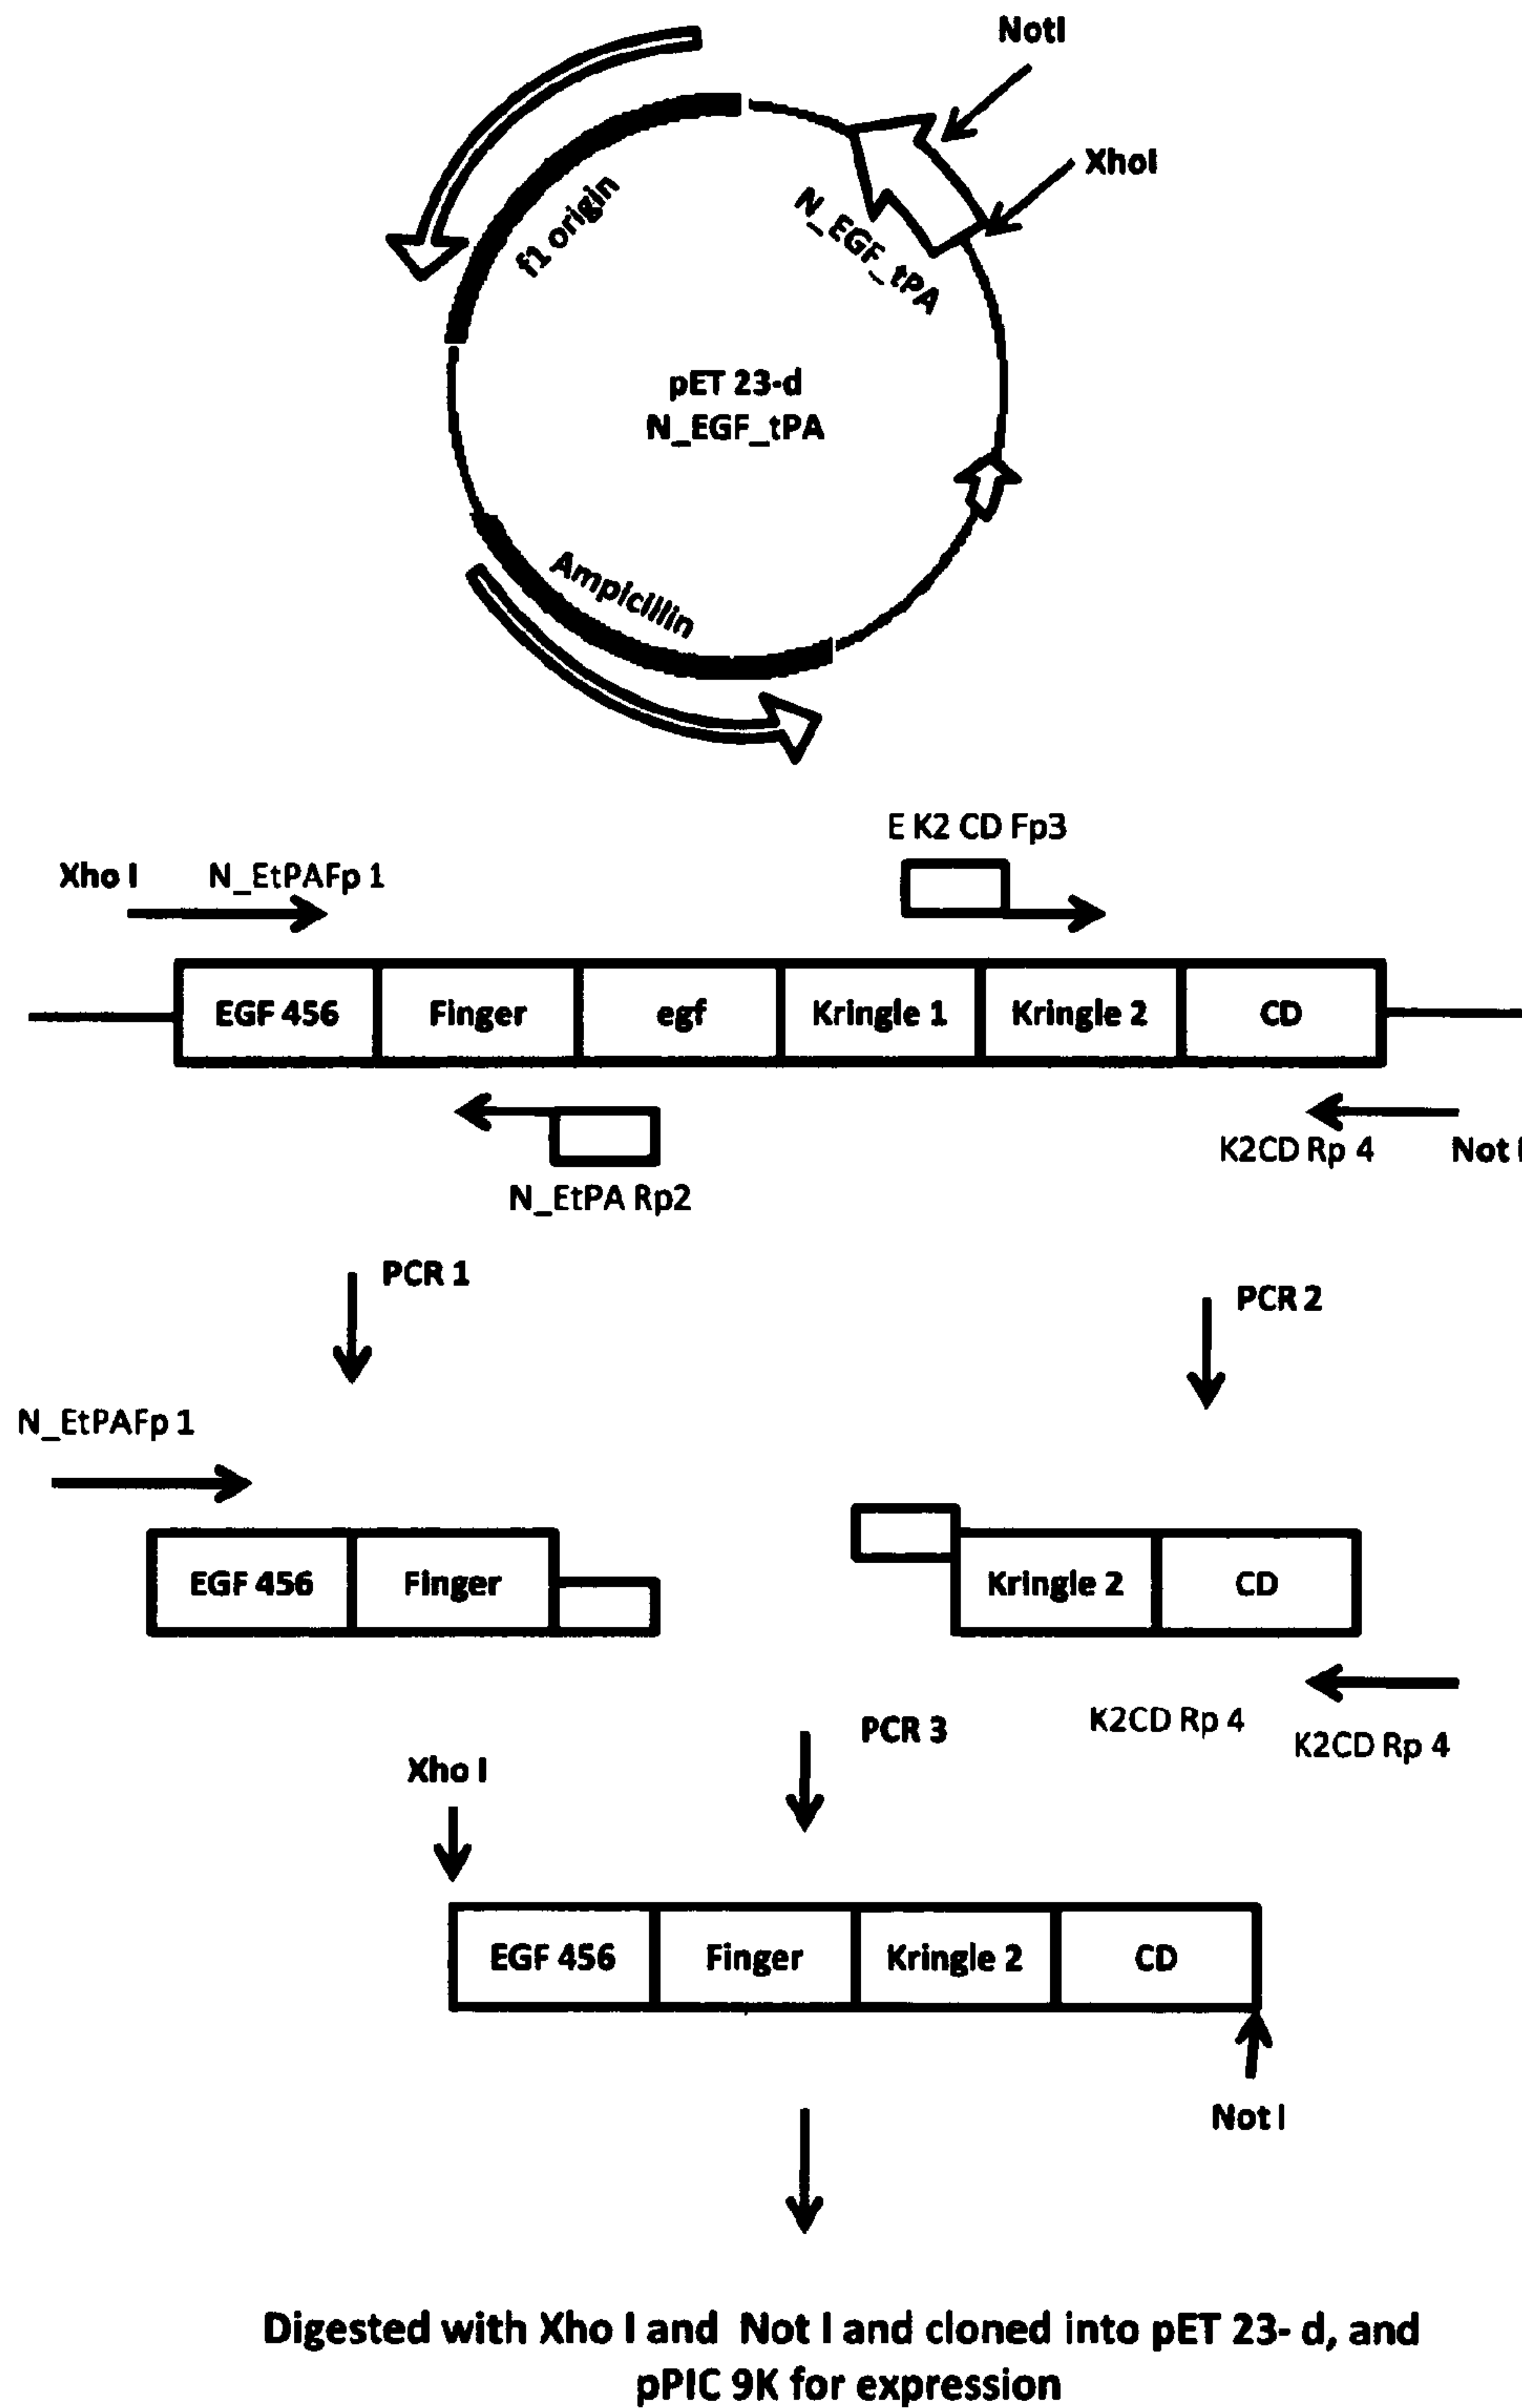 NotI
XhoI
f1 origin
N_EGF_tPA
pET 23-d
N_EGF_tPA
Ampicillin
E K2 CD Fp3
Xho I N_EtPAFp 1
EGF 456 Finger egf Kringle 1 Kringle 2 CD
K2CD Rp 4 Not I
N_EtPA Rp2
PCR 1
PCR 2
N_EtPAFp 1
EGF 456 Finger Kringle 2 CD
K2CD Rp 4
PCR 3
K2CD Rp 4
Xho I
EGF 456 Finger Kringle 2 CD
Not I
Digested with Xho I and Not I and cloned into pET 23- d, and
pPIC 9K for expression